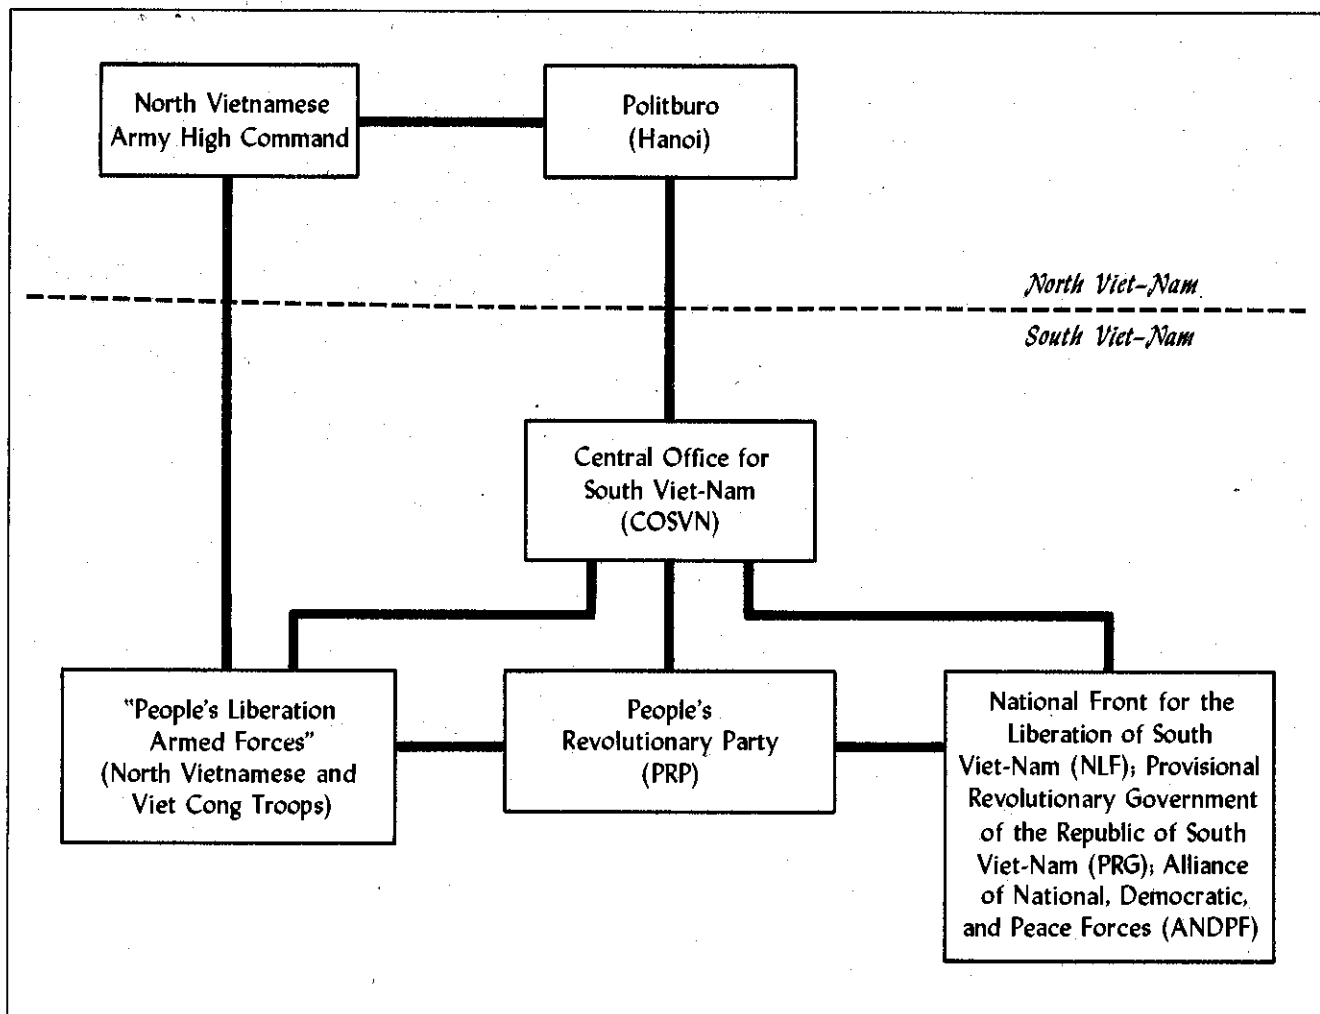 North Vietnamese
Army High Command
Politburo
(Hanoi)
North Viet-Nam
South Viet-Nam
Central Office for
South Viet-Nam
(COSVN)
"People's Liberation
Armed Forces"
(North Vietnamese and
Viet Cong Troops)
People's
Revolutionary Party
(PRP)
National Front for the
Liberation of South
Viet-Nam (NLF); Provisional
Revolutionary Government
of the Republic of South
Viet-Nam (PRG); Alliance
of National, Democratic,
and Peace Forces (ANDPF)